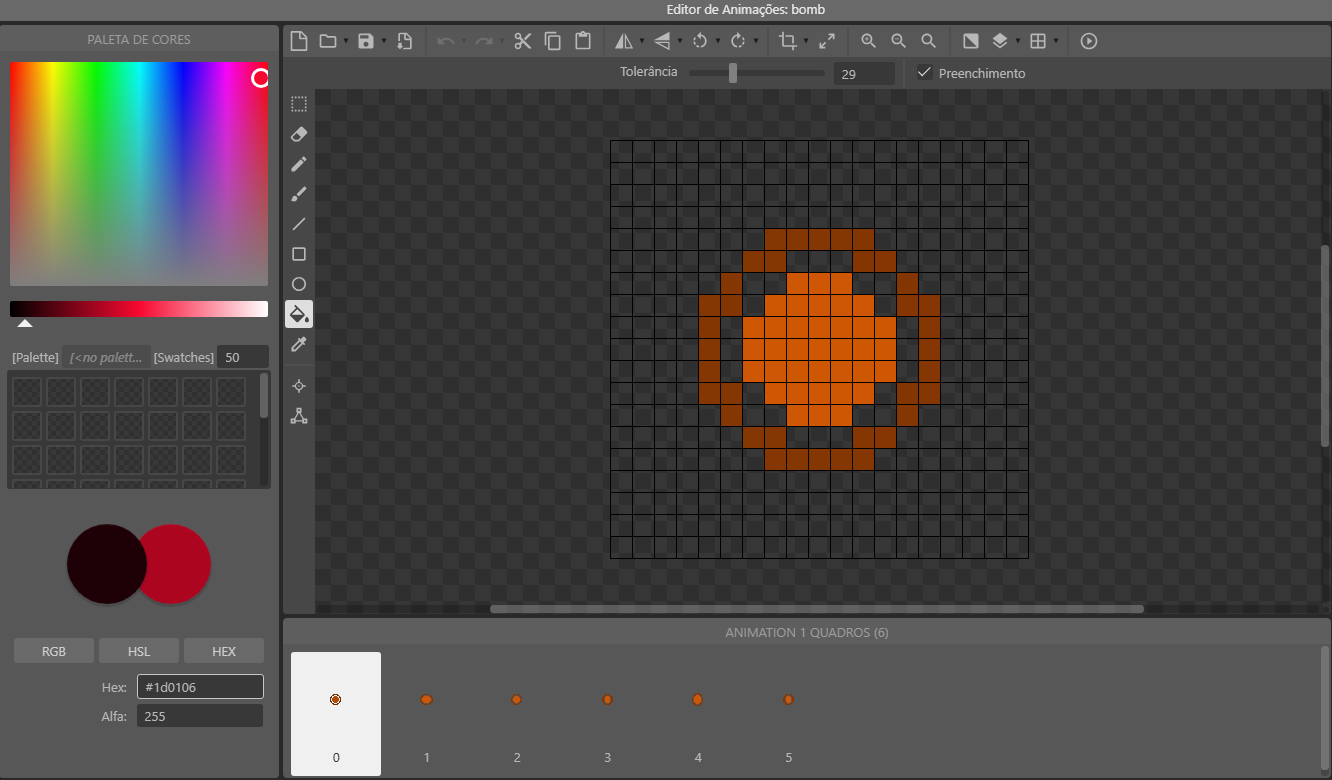 Editor de Animações: bomb
PALETA DE CORES
Tolerância 29 Preenchimento
[Palette] [<no palett... [Swatches] 50
RGB HSL HEX
Hex: #1d0106
Alfa: 255
ANIMATION 1 QUADROS (6)
0 1 2 3 4 5